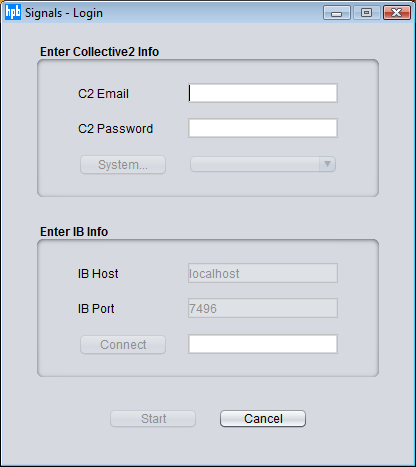 hpb Signals - Login
Enter Collective2 Info
C2 Email
C2 Password
System...
Enter IB Info
IB Host localhost
IB Port 7496
Connect
Start Cancel